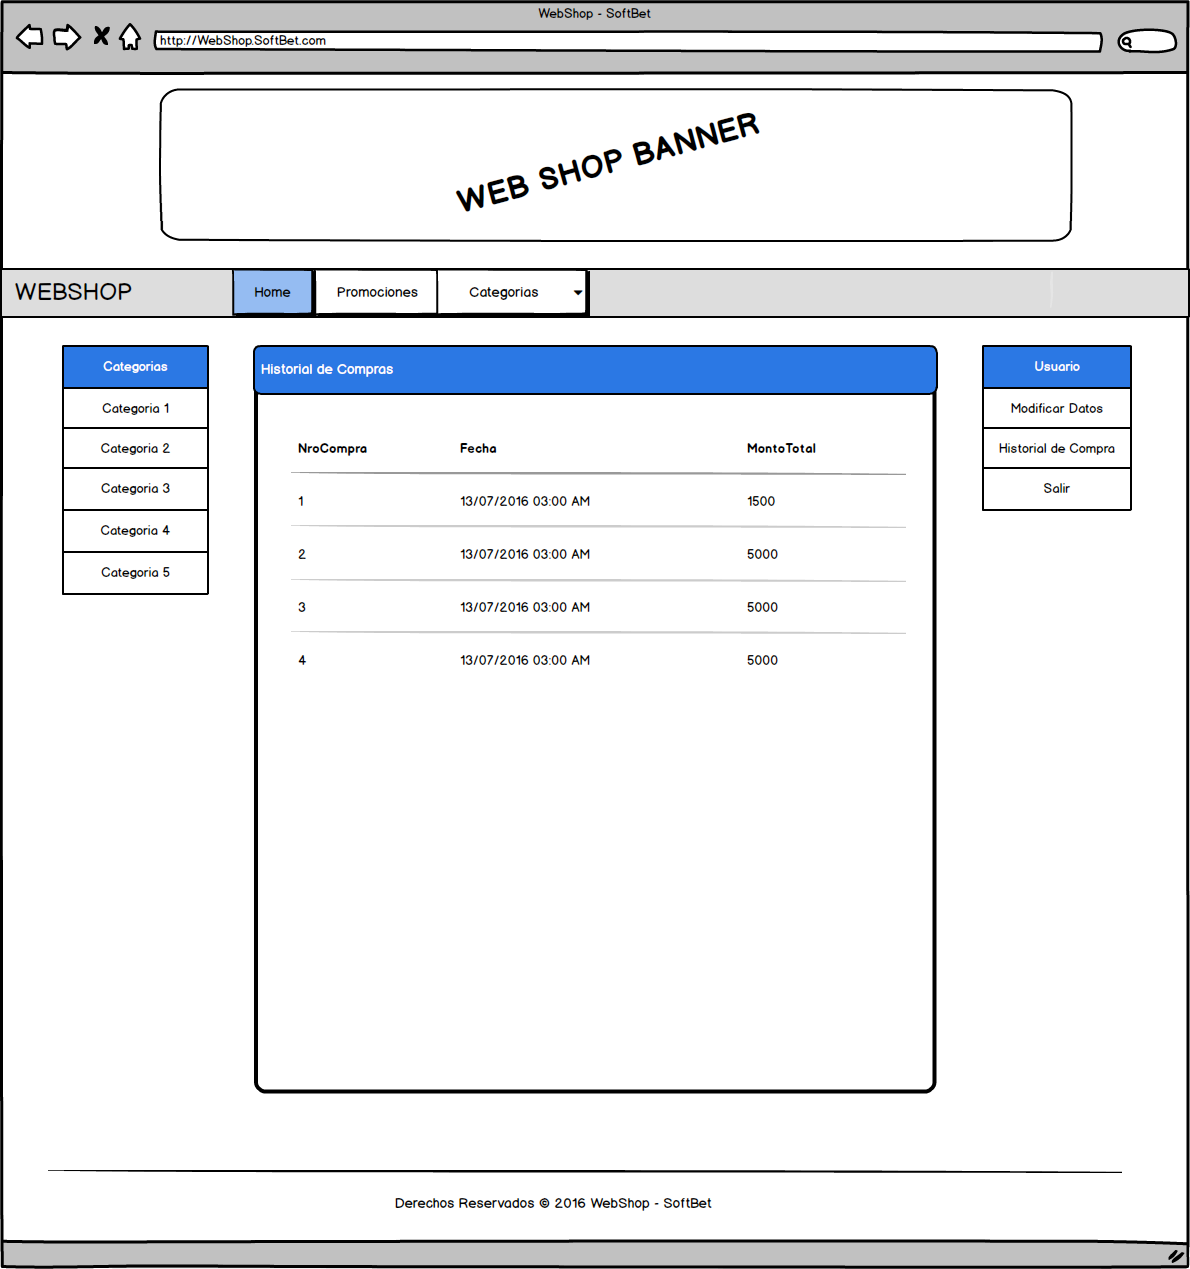 WebShop - SoftBet
http://WebShop.SoftBet.com
WEB SHOP BANNER
WEBSHOP
Home
Promociones
Categorias
Categorias
Categoria 1
Categoria 2
Categoria 3
Categoria 4
Categoria 5
Historial de Compras
NroCompra Fecha MontoTotal
1 13/07/2016 03:00 AM 1500
2 13/07/2016 03:00 AM 5000
3 13/07/2016 03:00 AM 5000
4 13/07/2016 03:00 AM 5000
Usuario
Modificar Datos
Historial de Compra
Salir
Derechos Reservados © 2016 WebShop - SoftBet